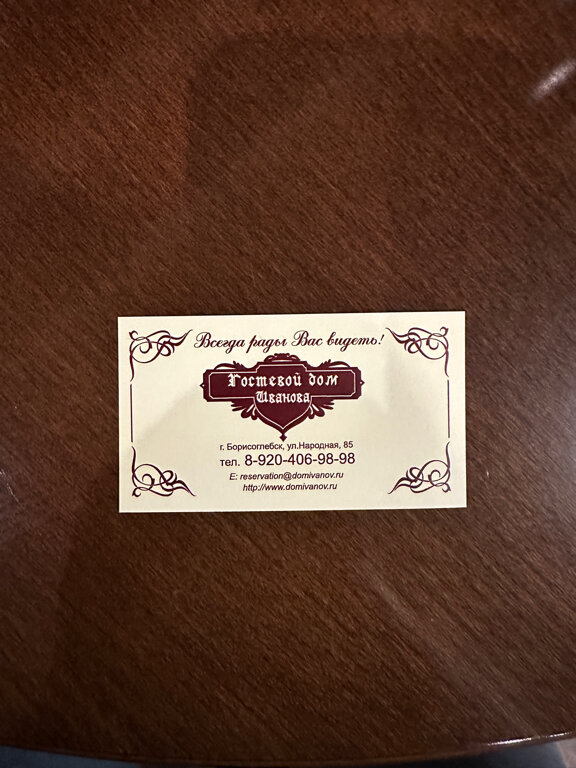 Всегда рады Вас видеть!
Гостевой дом
Иванова
г. Борисоглебск, ул.Народная, 85
тел. 8-920-406-98-98
E: reservation@domivanov.ru
http://www.domivanov.ru